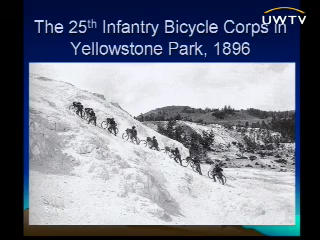 UWTV
The 25th Infantry Bicycle Corps in
Yellowstone Park, 1896